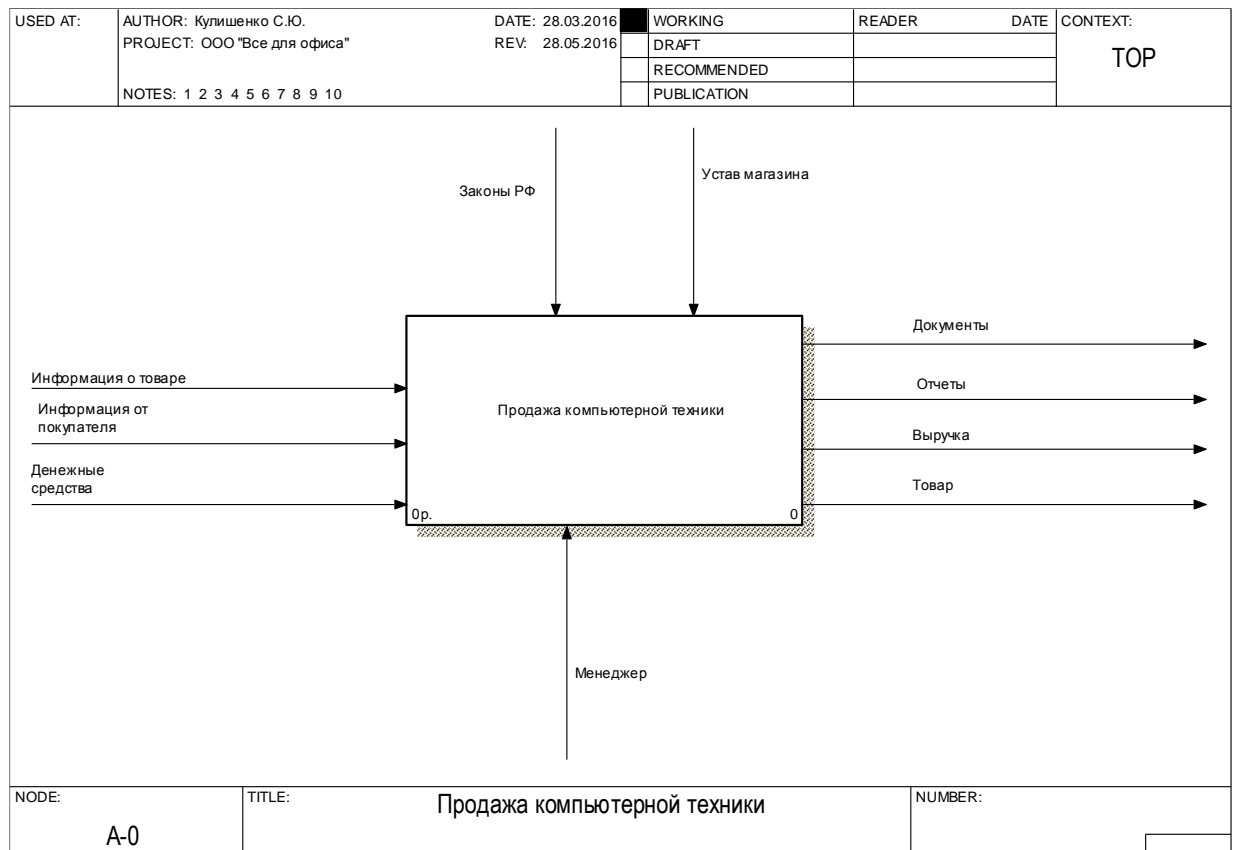 USED AT:
AUTHOR: Кулишенко С.Ю.
DATE: 28.03.2016
WORKING
READER
DATE
CONTEXT:
PROJECT: ООО "Все для офиса"
REV: 28.05.2016
DRAFT
TOP
RECOMMENDED
NOTES: 1 2 3 4 5 6 7 8 9 10
PUBLICATION
Законы РФ
Устав магазина
Информация о товаре
Информация от
покупателя
Денежные
средства
Продажа компьютерной техники
0р.
0
Документы
Отчеты
Выручка
Товар
Менеджер
NODE:
TITLE:
NUMBER:
A-0
Продажа компьютерной техники